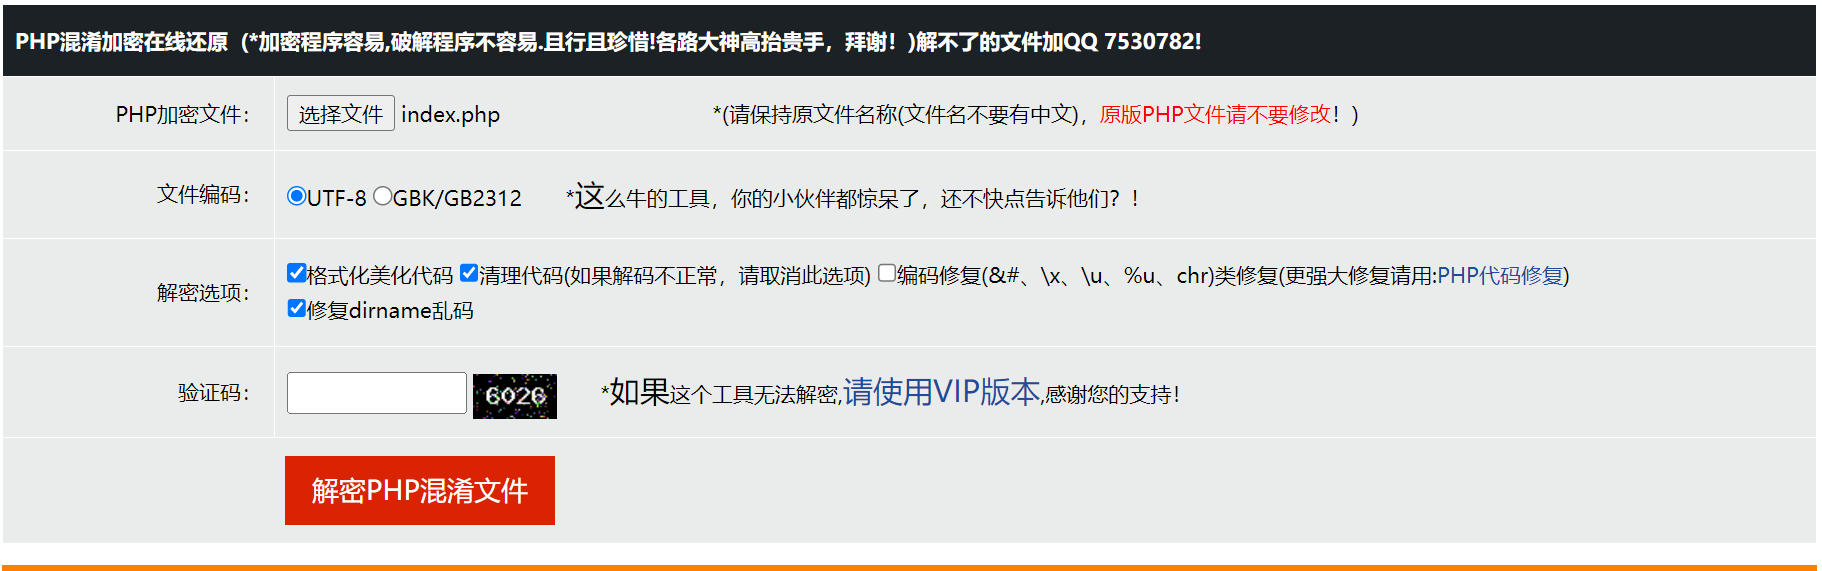 PHP混淆加密在线还原 (*加密程序容易,破解程序不容易.且行且珍惜!各路大神高抬贵手，拜谢！)解不了的文件加QQ 7530782!
PHP加密文件： 选择文件 index.php *(请保持原文件名称(文件名不要有中文)，原版PHP文件请不要修改！)
文件编码： UTF-8 GBK/GB2312 *这么牛的工具，你的小伙伴都惊呆了，还不快点告诉他们？！
解密选项： 格式化美化代码 清理代码(如果解码不正常，请取消此选项) 编码修复(&#、\x、\u、%u、chr)类修复(更强大修复请用:PHP代码修复)
修复dirname乱码
验证码： 6026 *如果这个工具无法解密,请使用VIP版本,感谢您的支持!
解密PHP混淆文件